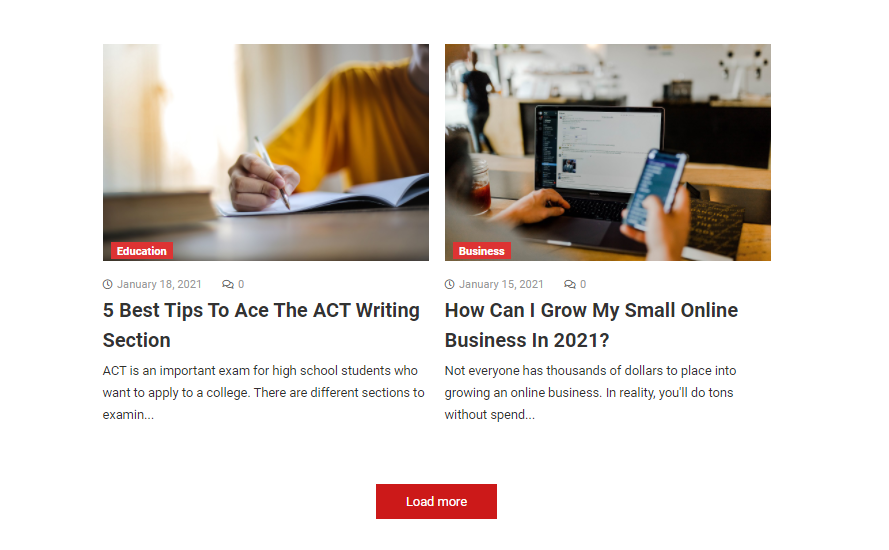 Education
January 18, 2021 0
5 Best Tips To Ace The ACT Writing
Section
ACT is an important exam for high school students who
want to apply to a college. There are different sections to
examin...
Business
January 15, 2021 0
How Can I Grow My Small Online
Business In 2021?
Not everyone has thousands of dollars to place into
growing an online business. In reality, you'll do tons
without spend...
Load more